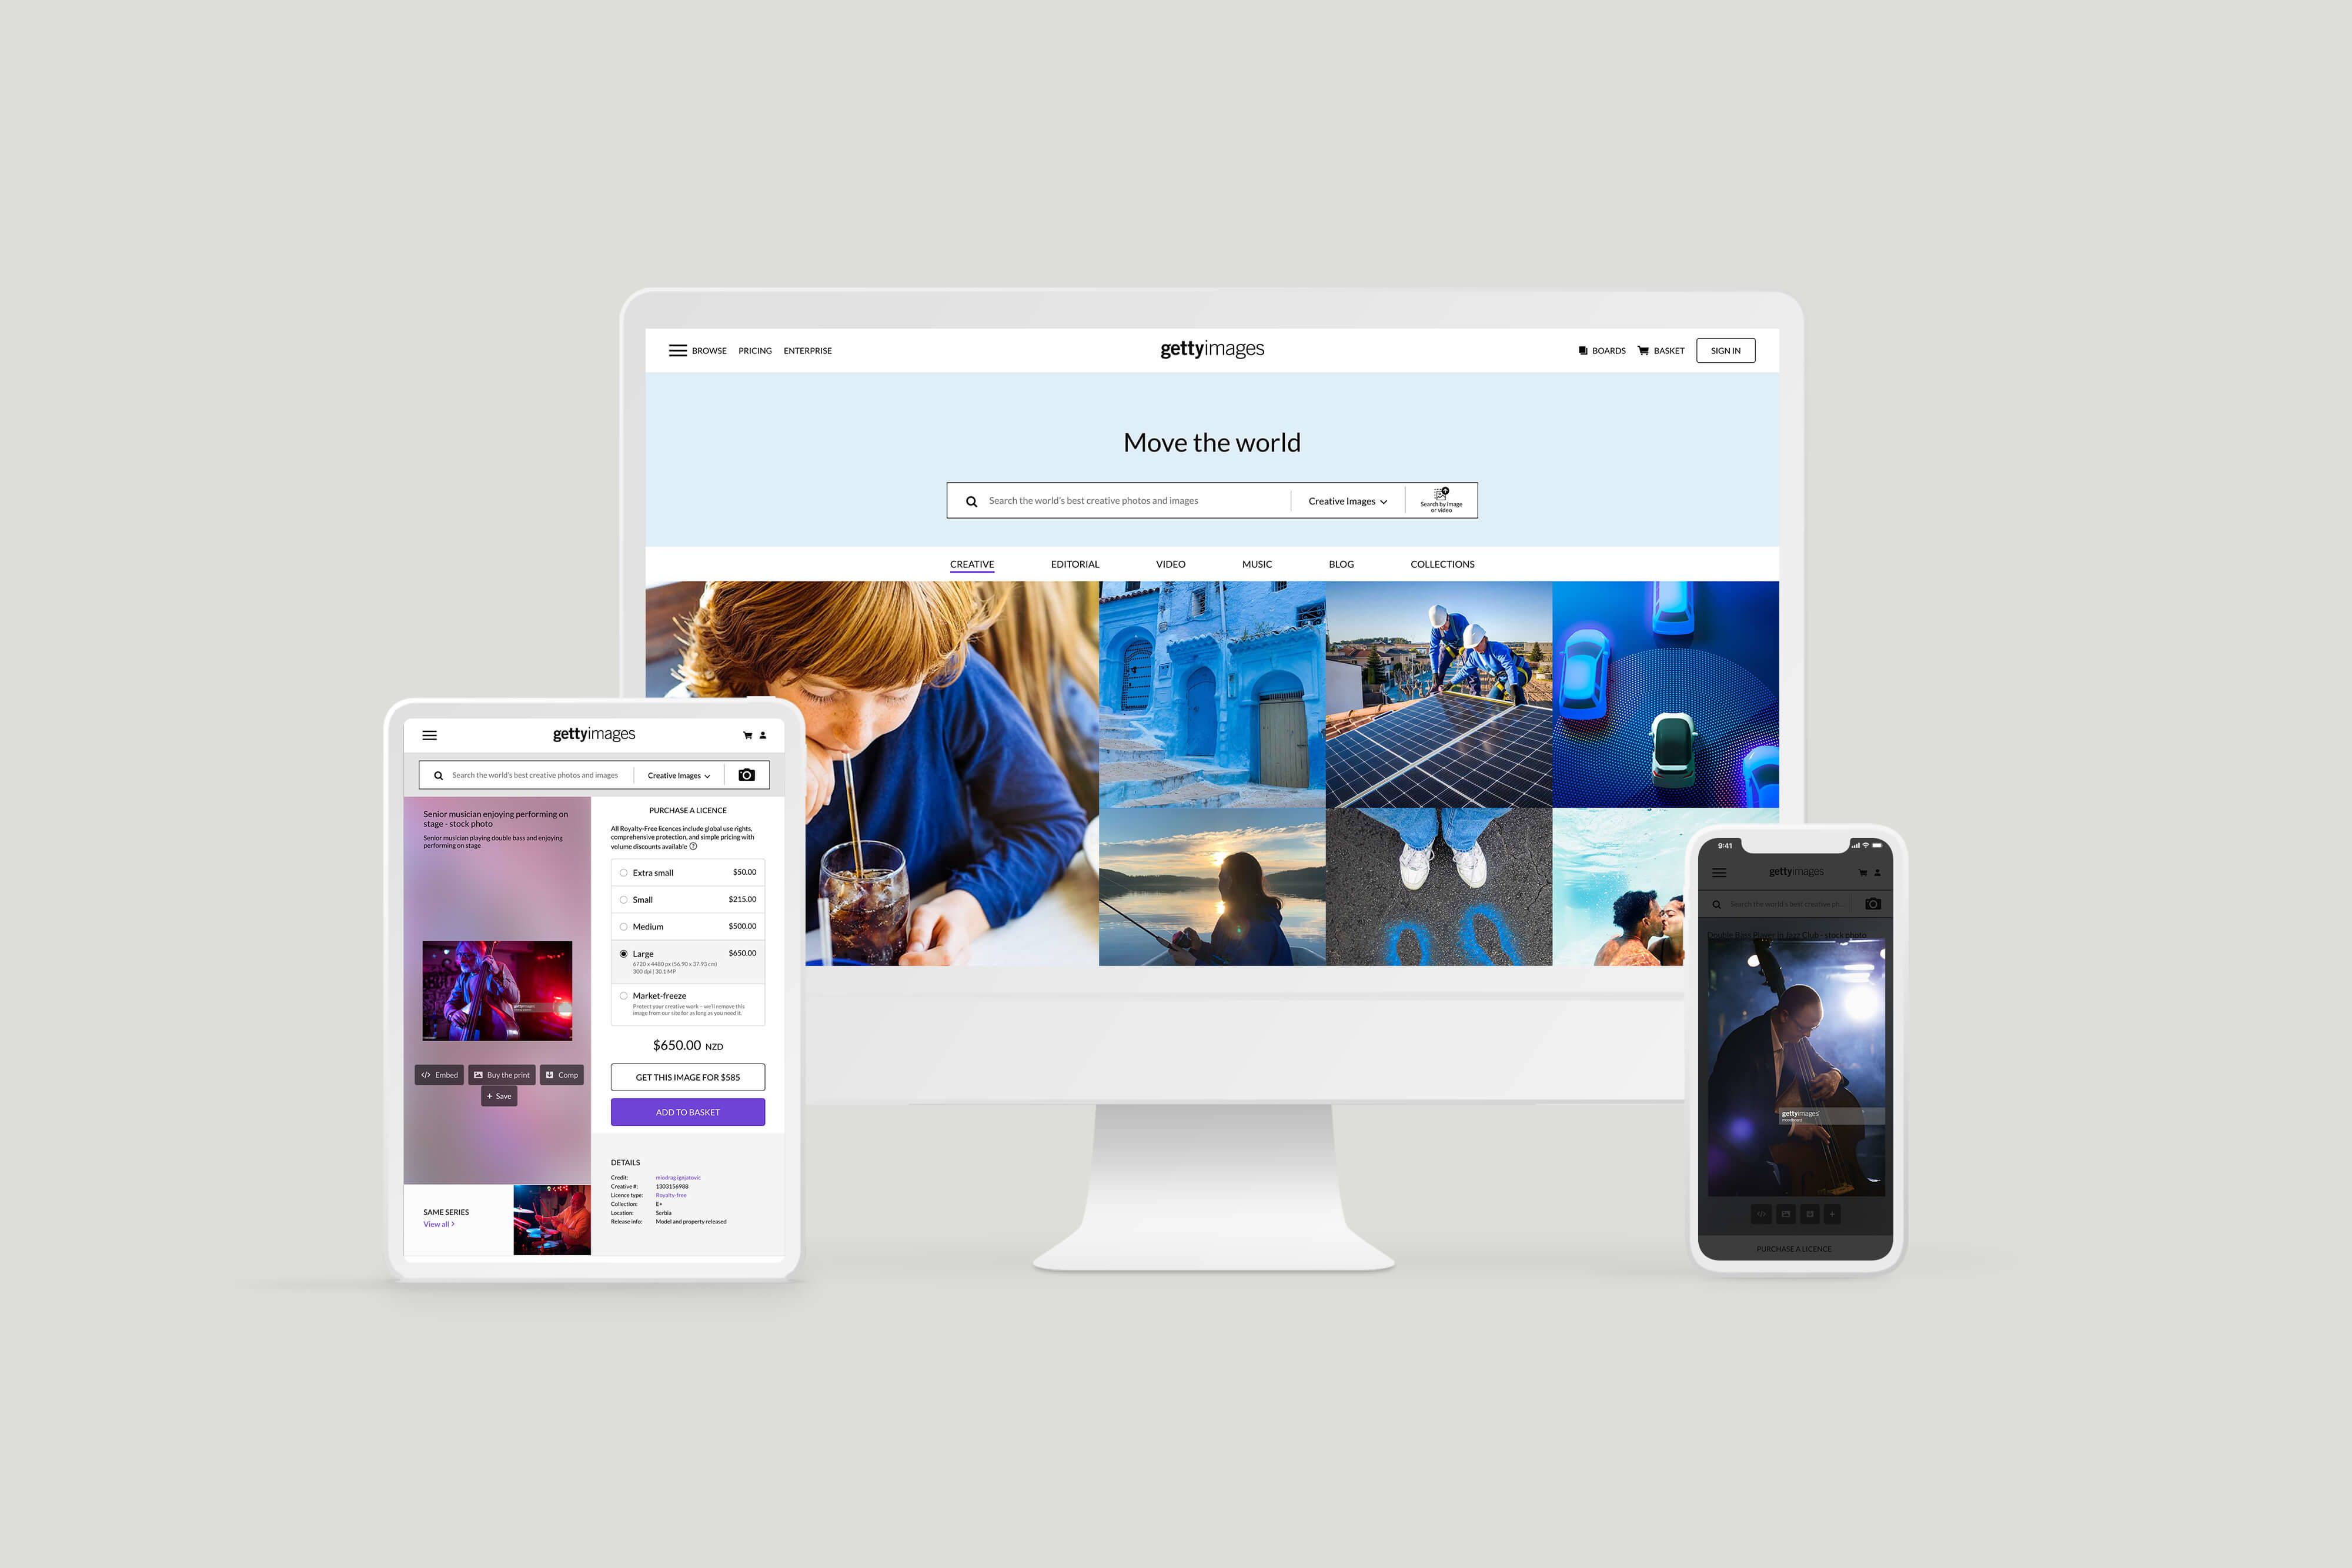 BROWSE PRICING ENTERPRISE gettyimages BOARDS BASKET SIGN IN
Move the world
Search the world's best creative photos and images Creative Images Search by image
or video
CREATIVE EDITORIAL VIDEO MUSIC BLOG COLLECTIONS
gettyimages
Search the world's best creative photos and images Creative Images
Senior musician enjoying performing on
stage - stock photo
Senior musician playing double bass and enjoying
performing on stage
gettyimages
Embed Buy the print Comp
+ Save
SAME SERIES
View all >
PURCHASE A LICENCE
All Royalty-Free licences include global use rights,
comprehensive protection, and simple pricing with
volume discounts available ?
Extra small $50.00
Small $215.00
Medium $500.00
Large $650.00
6720 x 4480 px (56.90 x 37.93 cm)
300 dpi | 30.1 MP
Market-freeze
Protect your creative work – we'll remove this
image from our site for as long as you need it.
$650.00 NZD
GET THIS IMAGE FOR $585
ADD TO BASKET
DETAILS
Credit: miodrag ignjatovic
Creative #: 1303156988
Licence type: Royalty-free
Collection: E+
Location: Serbia
Release info: Model and property released
9:41
gettyimages
Search the world's best creative ph...
Double Bass Player in Jazz Club - stock photo
gettyimages
moodboard
PURCHASE A LICENCE